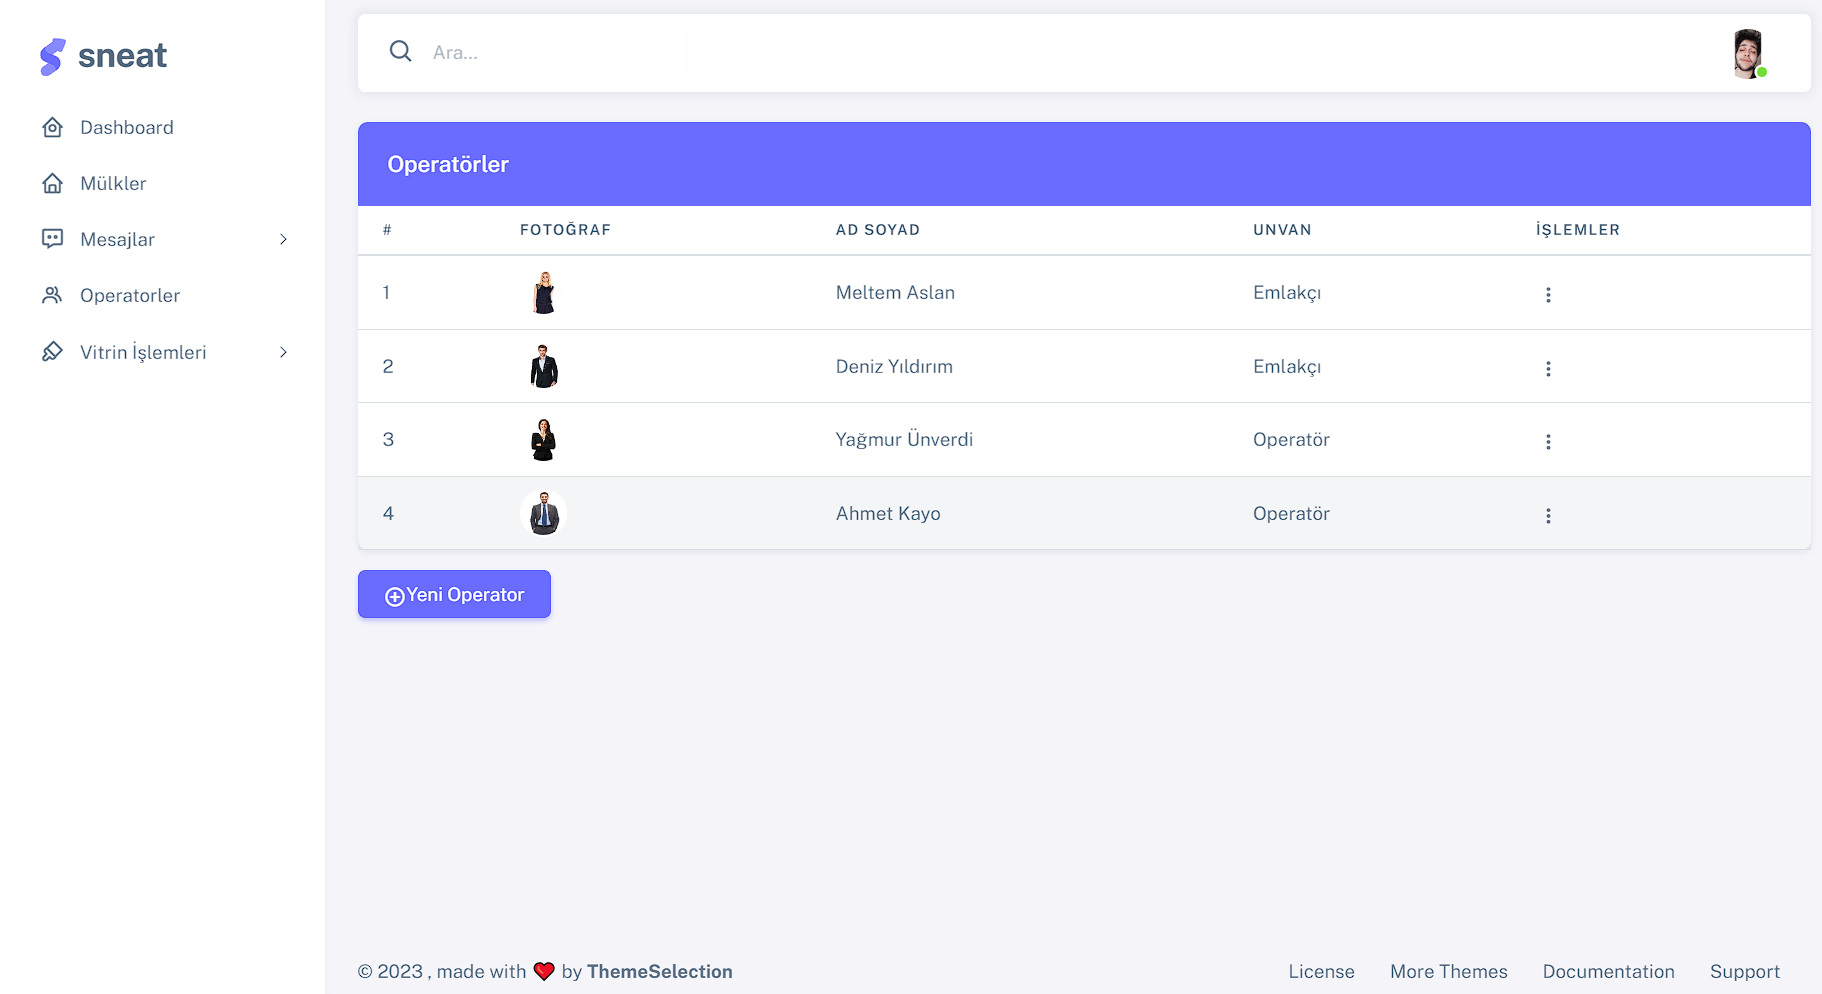 sneat
Dashboard
Mülkler
Mesajlar
Operatorler
Vitrin İşlemleri
Ara...
Operatörler
# FOTOĞRAF AD SOYAD UNVAN İŞLEMLER
1 Meltem Aslan Emlakçı
2 Deniz Yıldırım Emlakçı
3 Yağmur Ünverdi Operatör
4 Ahmet Kayo Operatör
Yeni Operator
© 2023 , made with ❤️ by ThemeSelection
License More Themes Documentation Support